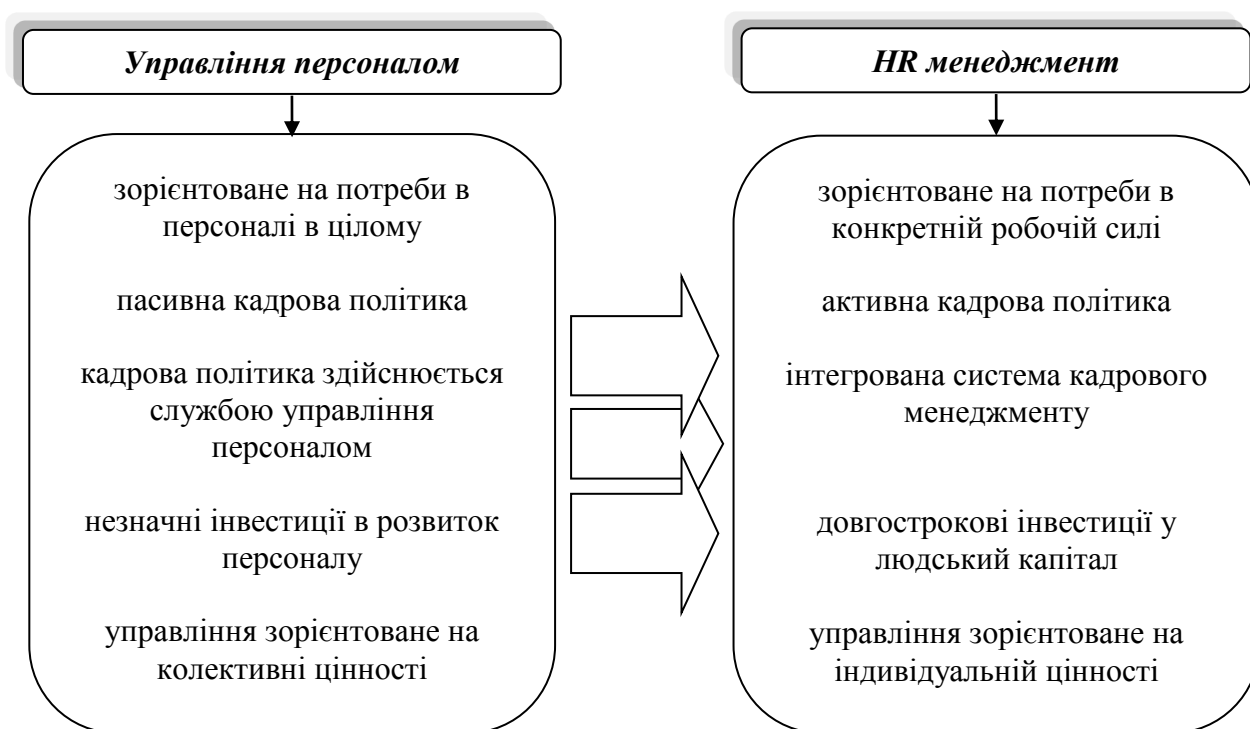 Управління персоналом
зорієнтоване на потреби в
персоналі в цілому
пасивна кадрова політика
кадрова політика здійснюється
службою управління
персоналом
незначні інвестиції в розвиток
персоналу
управління зорієнтоване на
колективні цінності
HR менеджмент
зорієнтоване на потреби в
конкретній робочій силі
активна кадрова політика
інтегрована система кадрового
менеджменту
довгострокові інвестиції у
людський капітал
управління зорієнтоване на
індивідуальній цінності